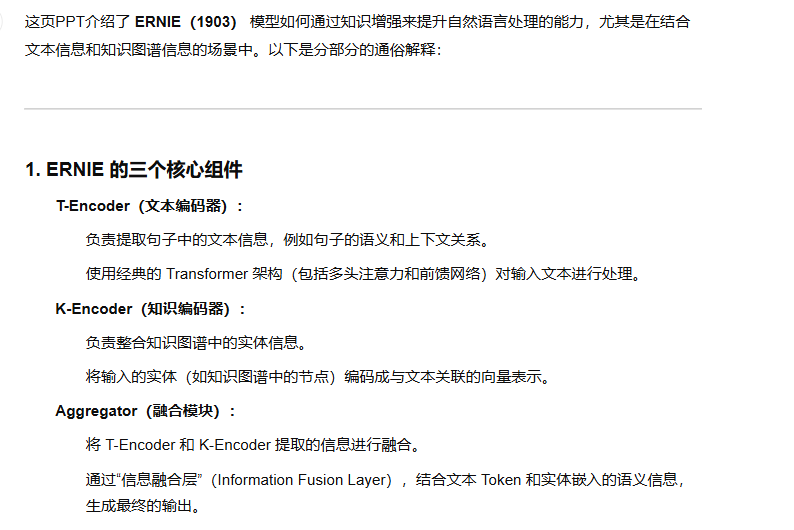 这页PPT介绍了 ERNIE（1903） 模型如何通过知识增强来提升自然语言处理的能力，尤其是在结合
文本信息和知识图谱信息的场景中。以下是分部分的通俗解释：
1. ERNIE 的三个核心组件
T-Encoder（文本编码器）：
负责提取句子中的文本信息，例如句子的语义和上下文关系。
使用经典的 Transformer 架构（包括多头注意力和前馈网络）对输入文本进行处理。
K-Encoder（知识编码器）：
负责整合知识图谱中的实体信息。
将输入的实体（如知识图谱中的节点）编码成与文本关联的向量表示。
Aggregator（融合模块）：
将 T-Encoder 和 K-Encoder 提取的信息进行融合。
通过“信息融合层”（Information Fusion Layer），结合文本 Token 和实体嵌入的语义信息，
生成最终的输出。